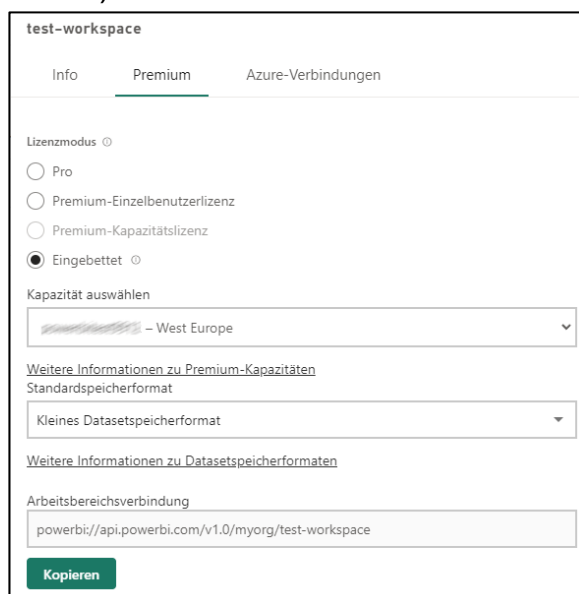 test-workspace
Info Premium Azure-Verbindungen
Lizenzmodus
Pro
Premium-Einzelbenutzerlizenz
Premium-Kapazitätslizenz
Eingebettet
Kapazität auswählen
– West Europe
Weitere Informationen zu Premium-Kapazitäten
Standardspeicherformat
Kleines Datasetspeicherformat
Weitere Informationen zu Datasetspeicherformaten
Arbeitsbereichsverbindung
powerbi://api.powerbi.com/v1.0/myorg/test-workspace
Kopieren